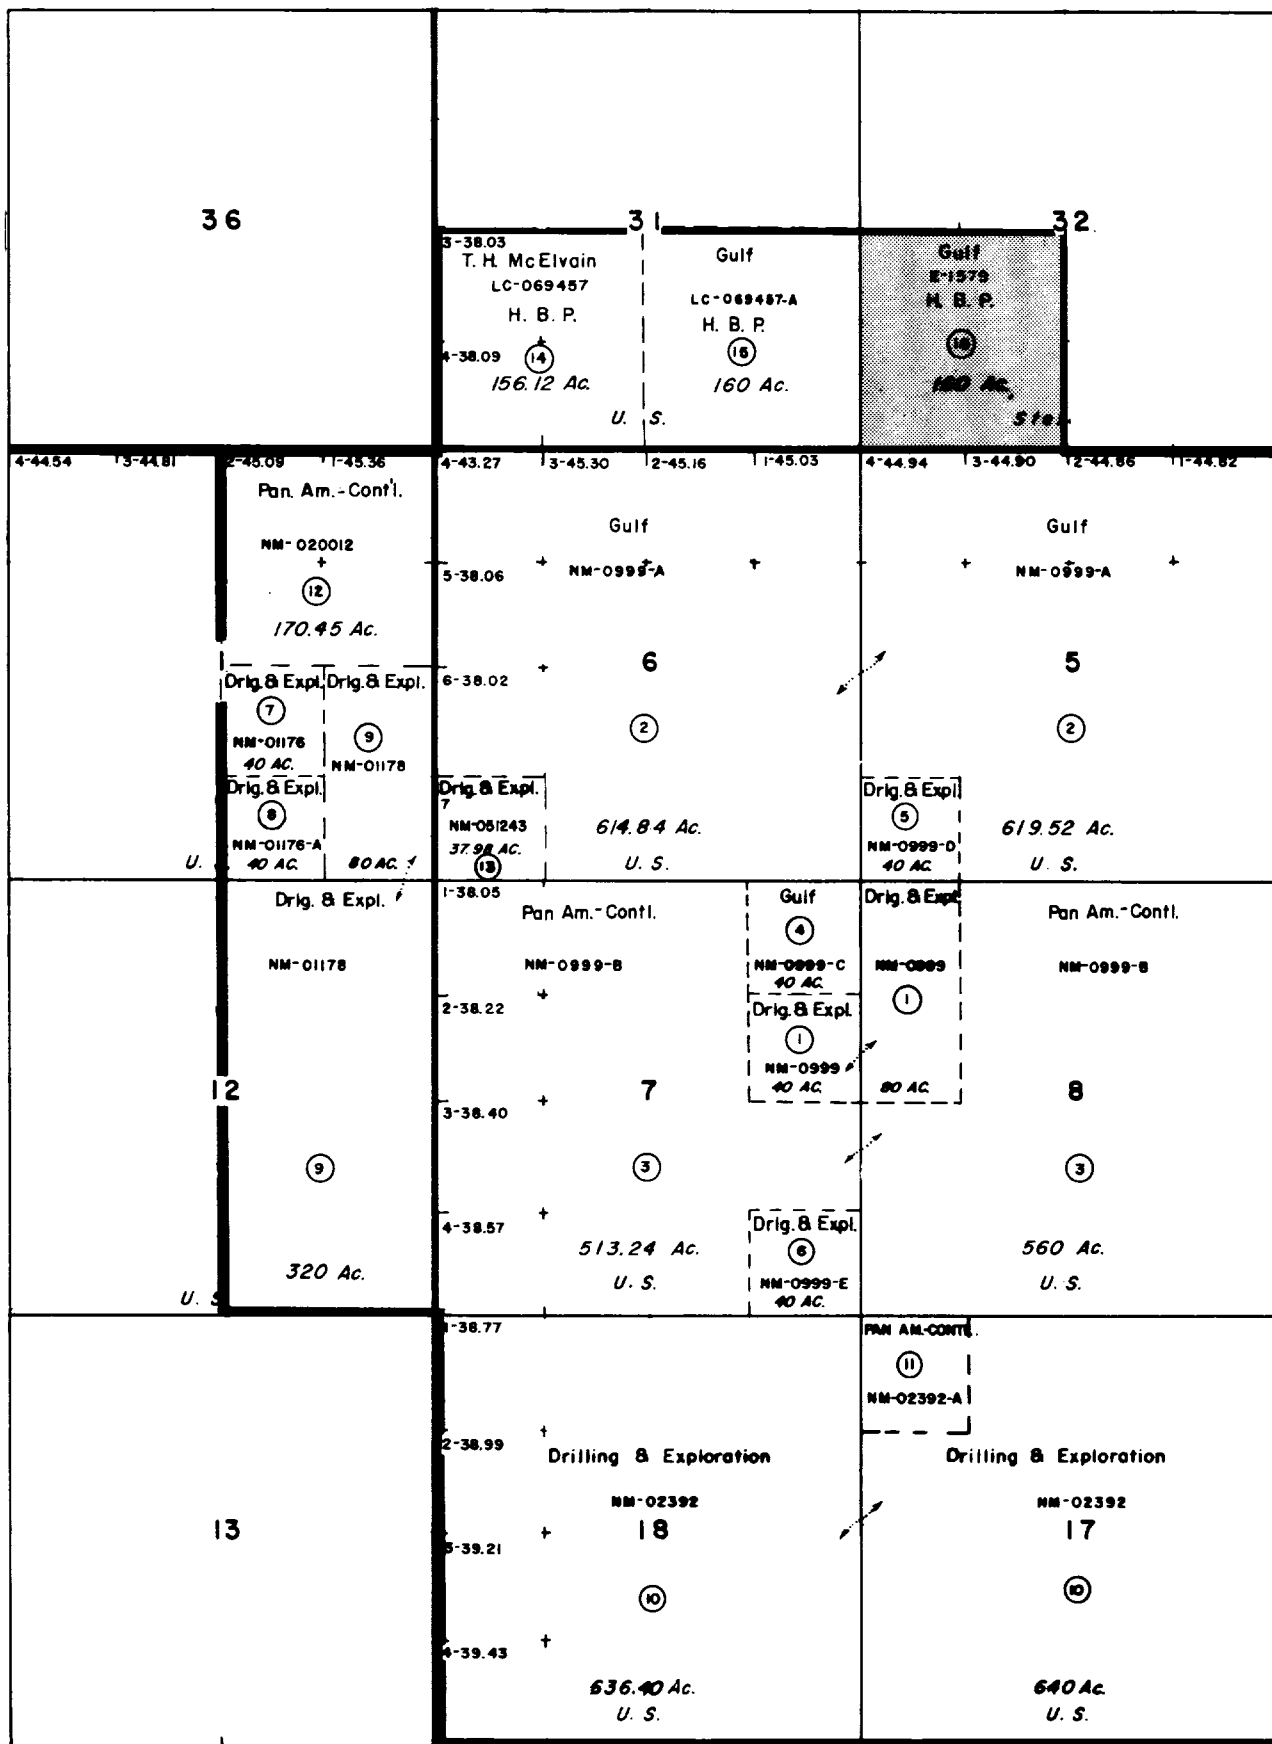 36
31
32
3-38.03
T. H. McElvain
LC-069457
H. B. P.
4-38.09
14
156.12 Ac.
Gulf
LC-069457-A
H. B. P.
15
160 Ac.
U. S.
Gulf
E-1579
H. B. P.
160 Ac.
4-44.54
3-44.81
2-45.09
1-45.36
4-43.27
3-45.30
2-45.16
1-45.03
4-44.94
3-44.90
2-44.86
1-44.82
Pan. Am.-Cont'l.
NM-020012
12
170.45 Ac.
Drlg. & Expl.
7
NM-01176
40 AC.
Drlg. & Expl.
8
NM-01176-A
40 AC.
Drlg. & Expl.
9
NM-01178
80 AC.
U.
5-38.06
6-38.02
Gulf
NM-0999-A
6
2
614.84 Ac.
U. S.
Drlg. & Expl.
7
NM-051243
37.98 AC.
13
Gulf
NM-0999-A
5
2
619.52 Ac.
U. S.
Drlg. & Expl.
5
NM-0999-D
40 AC.
Drlg. & Expl.
NM-01178
12
9
320 Ac.
U. S.
1-38.05
2-38.22
3-38.40
4-38.57
Pan Am.-Contl.
NM-0999-B
7
3
513.24 Ac.
U. S.
Gulf
4
NM-0999-C
40 AC.
Drlg. & Expl.
1
NM-0999
40 AC.
Drlg. & Expl.
6
NM-0999-E
40 AC.
Drlg. & Expl.
NM-0999
1
80 AC.
Pan Am.-Contl.
NM-0999-B
8
3
560 Ac.
U. S.
13
1-38.77
2-38.99
3-39.21
4-39.43
Drilling & Exploration
NM-02392
18
10
636.40 Ac.
U. S.
PAN AM.-CONTL.
11
NM-02392-A
Drilling & Exploration
NM-02392
17
10
640 Ac.
U. S.